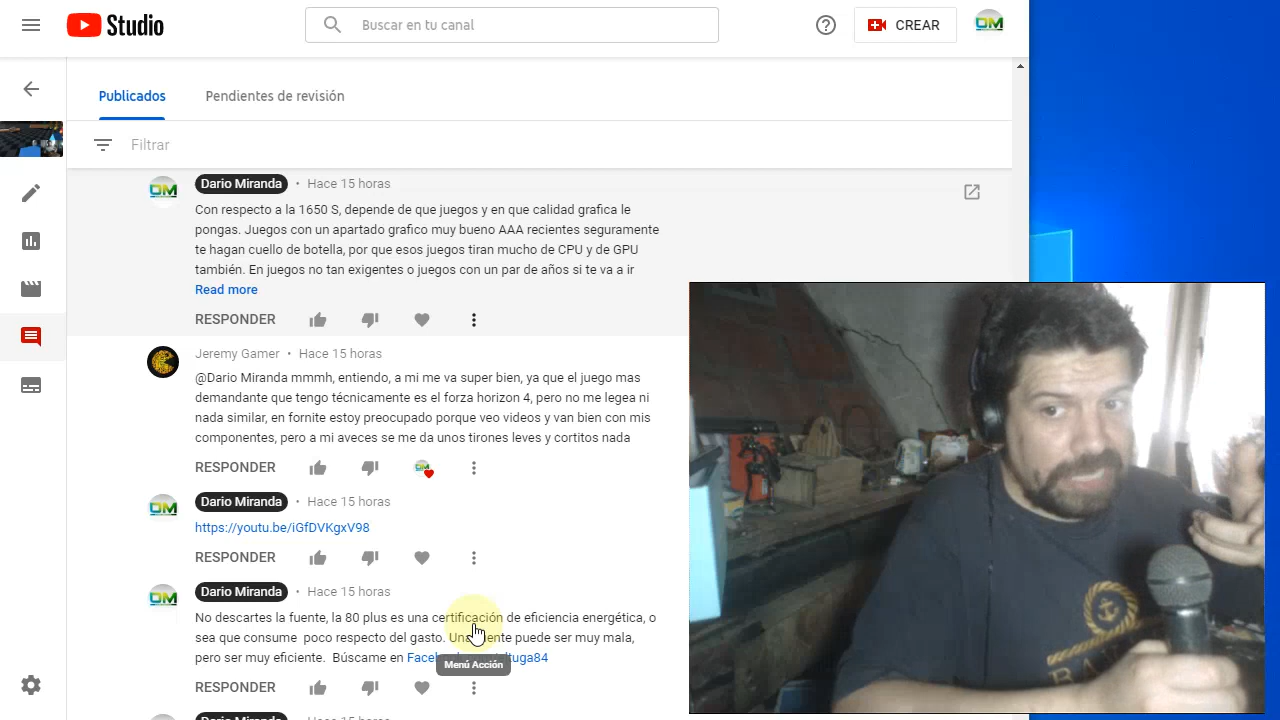 Studio
Buscar en tu canal
CREAR
DM
Publicados
Pendientes de revisión
Filtrar
Dario Miranda • Hace 15 horas
Con respecto a la 1650 S, depende de que juegos y en que calidad grafica le
pongas. Juegos con un apartado grafico muy bueno AAA recientes seguramente
te hagan cuello de botella, por que esos juegos tiran mucho de CPU y de GPU
también. En juegos no tan exigentes o juegos con un par de años si te va a ir
Read more
RESPONDER
Jeremy Gamer • Hace 15 horas
@Dario Miranda mmmh, entiendo, a mi me va super bien, ya que el juego mas
demandante que tengo técnicamente es el forza horizon 4, pero no me legea ni
nada similar, en fornite estoy preocupado porque veo videos y van bien con mis
componentes, pero a mi aveces se me da unos tirones leves y cortitos nada
RESPONDER
Dario Miranda • Hace 15 horas
https://youtu.be/iGfDVKgxV98
RESPONDER
Dario Miranda • Hace 15 horas
No descartes la fuente, la 80 plus es una certificación de eficiencia energética, o
sea que consume poco respecto del gasto. Una fuente puede ser muy mala,
pero ser muy eficiente. Búscame en
Menú Acción
RESPONDER
Dario Miranda